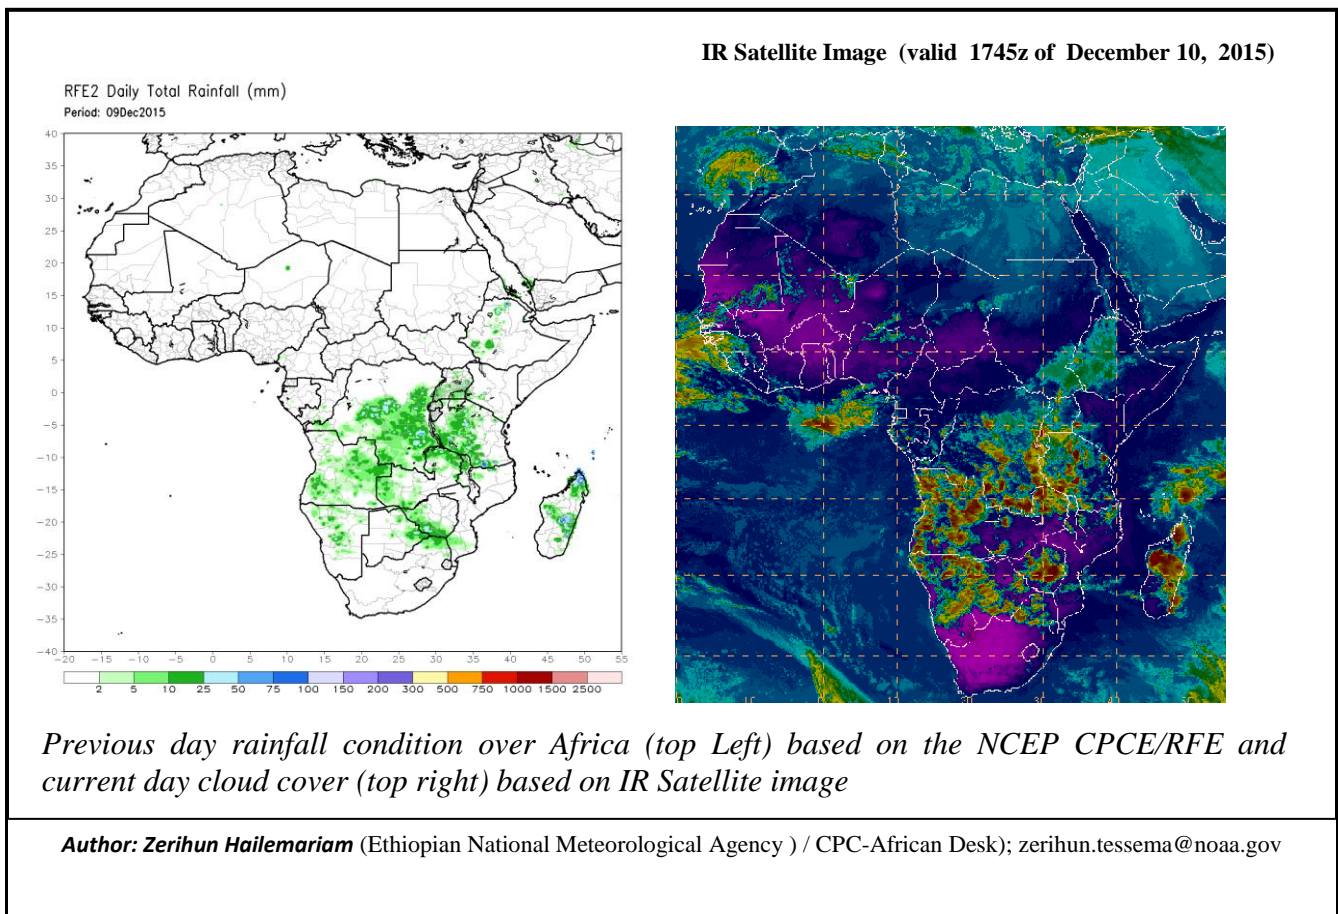 IR Satellite Image (valid 1745z of December 10, 2015)
RFE2 Daily Total Rainfall (mm)
Period: 09Dec2015
40
35
30
25
20
15
10
5
0
−5
−10
−15
−20
−25
−30
−35
−40
−20 −15 −10 −5 0 5 10 15 20 25 30 35 40 45 50 55
2 5 10 25 50 75 100 150 200 300 500 750 1000 1500 2500
Previous day rainfall condition over Africa (top Left) based on the NCEP CPCE/RFE and
current day cloud cover (top right) based on IR Satellite image
Author: Zerihun Hailemariam (Ethiopian National Meteorological Agency ) / CPC-African Desk); zerihun.tessema@noaa.gov